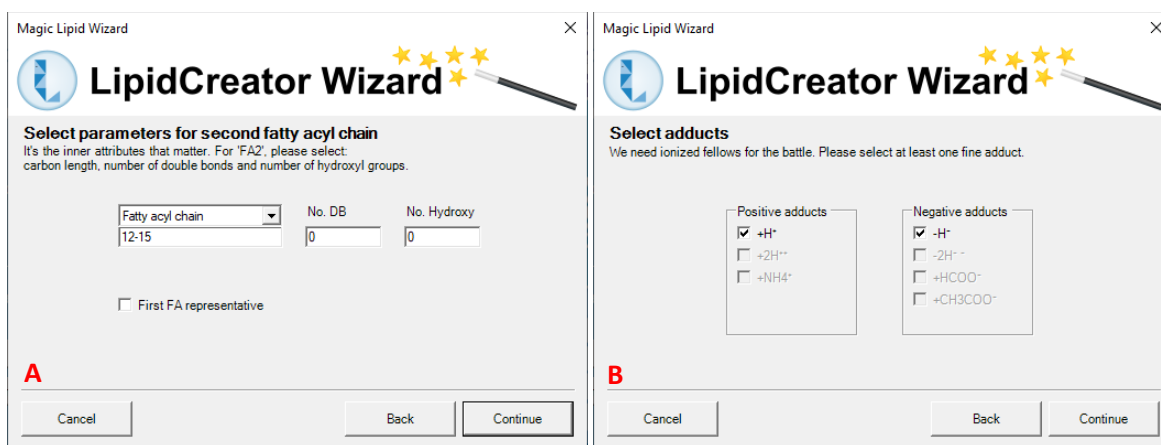 Magic Lipid Wizard
LipidCreator Wizard
Select parameters for second fatty acyl chain
It's the inner attributes that matter. For 'FA2', please select:
carbon length, number of double bonds and number of hydroxyl groups.
Fatty acyl chain
No. DB
No. Hydroxy
12-15
0
0
First FA representative
A
Cancel
Back
Continue
Magic Lipid Wizard
LipidCreator Wizard
Select adducts
We need ionized fellows for the battle. Please select at least one fine adduct.
Positive adducts
+H⁺
+2H⁺⁺
+NH4⁺
Negative adducts
-H⁻
-2H⁻ ⁻
+HCOO⁻
+CH3COO⁻
B
Cancel
Back
Continue